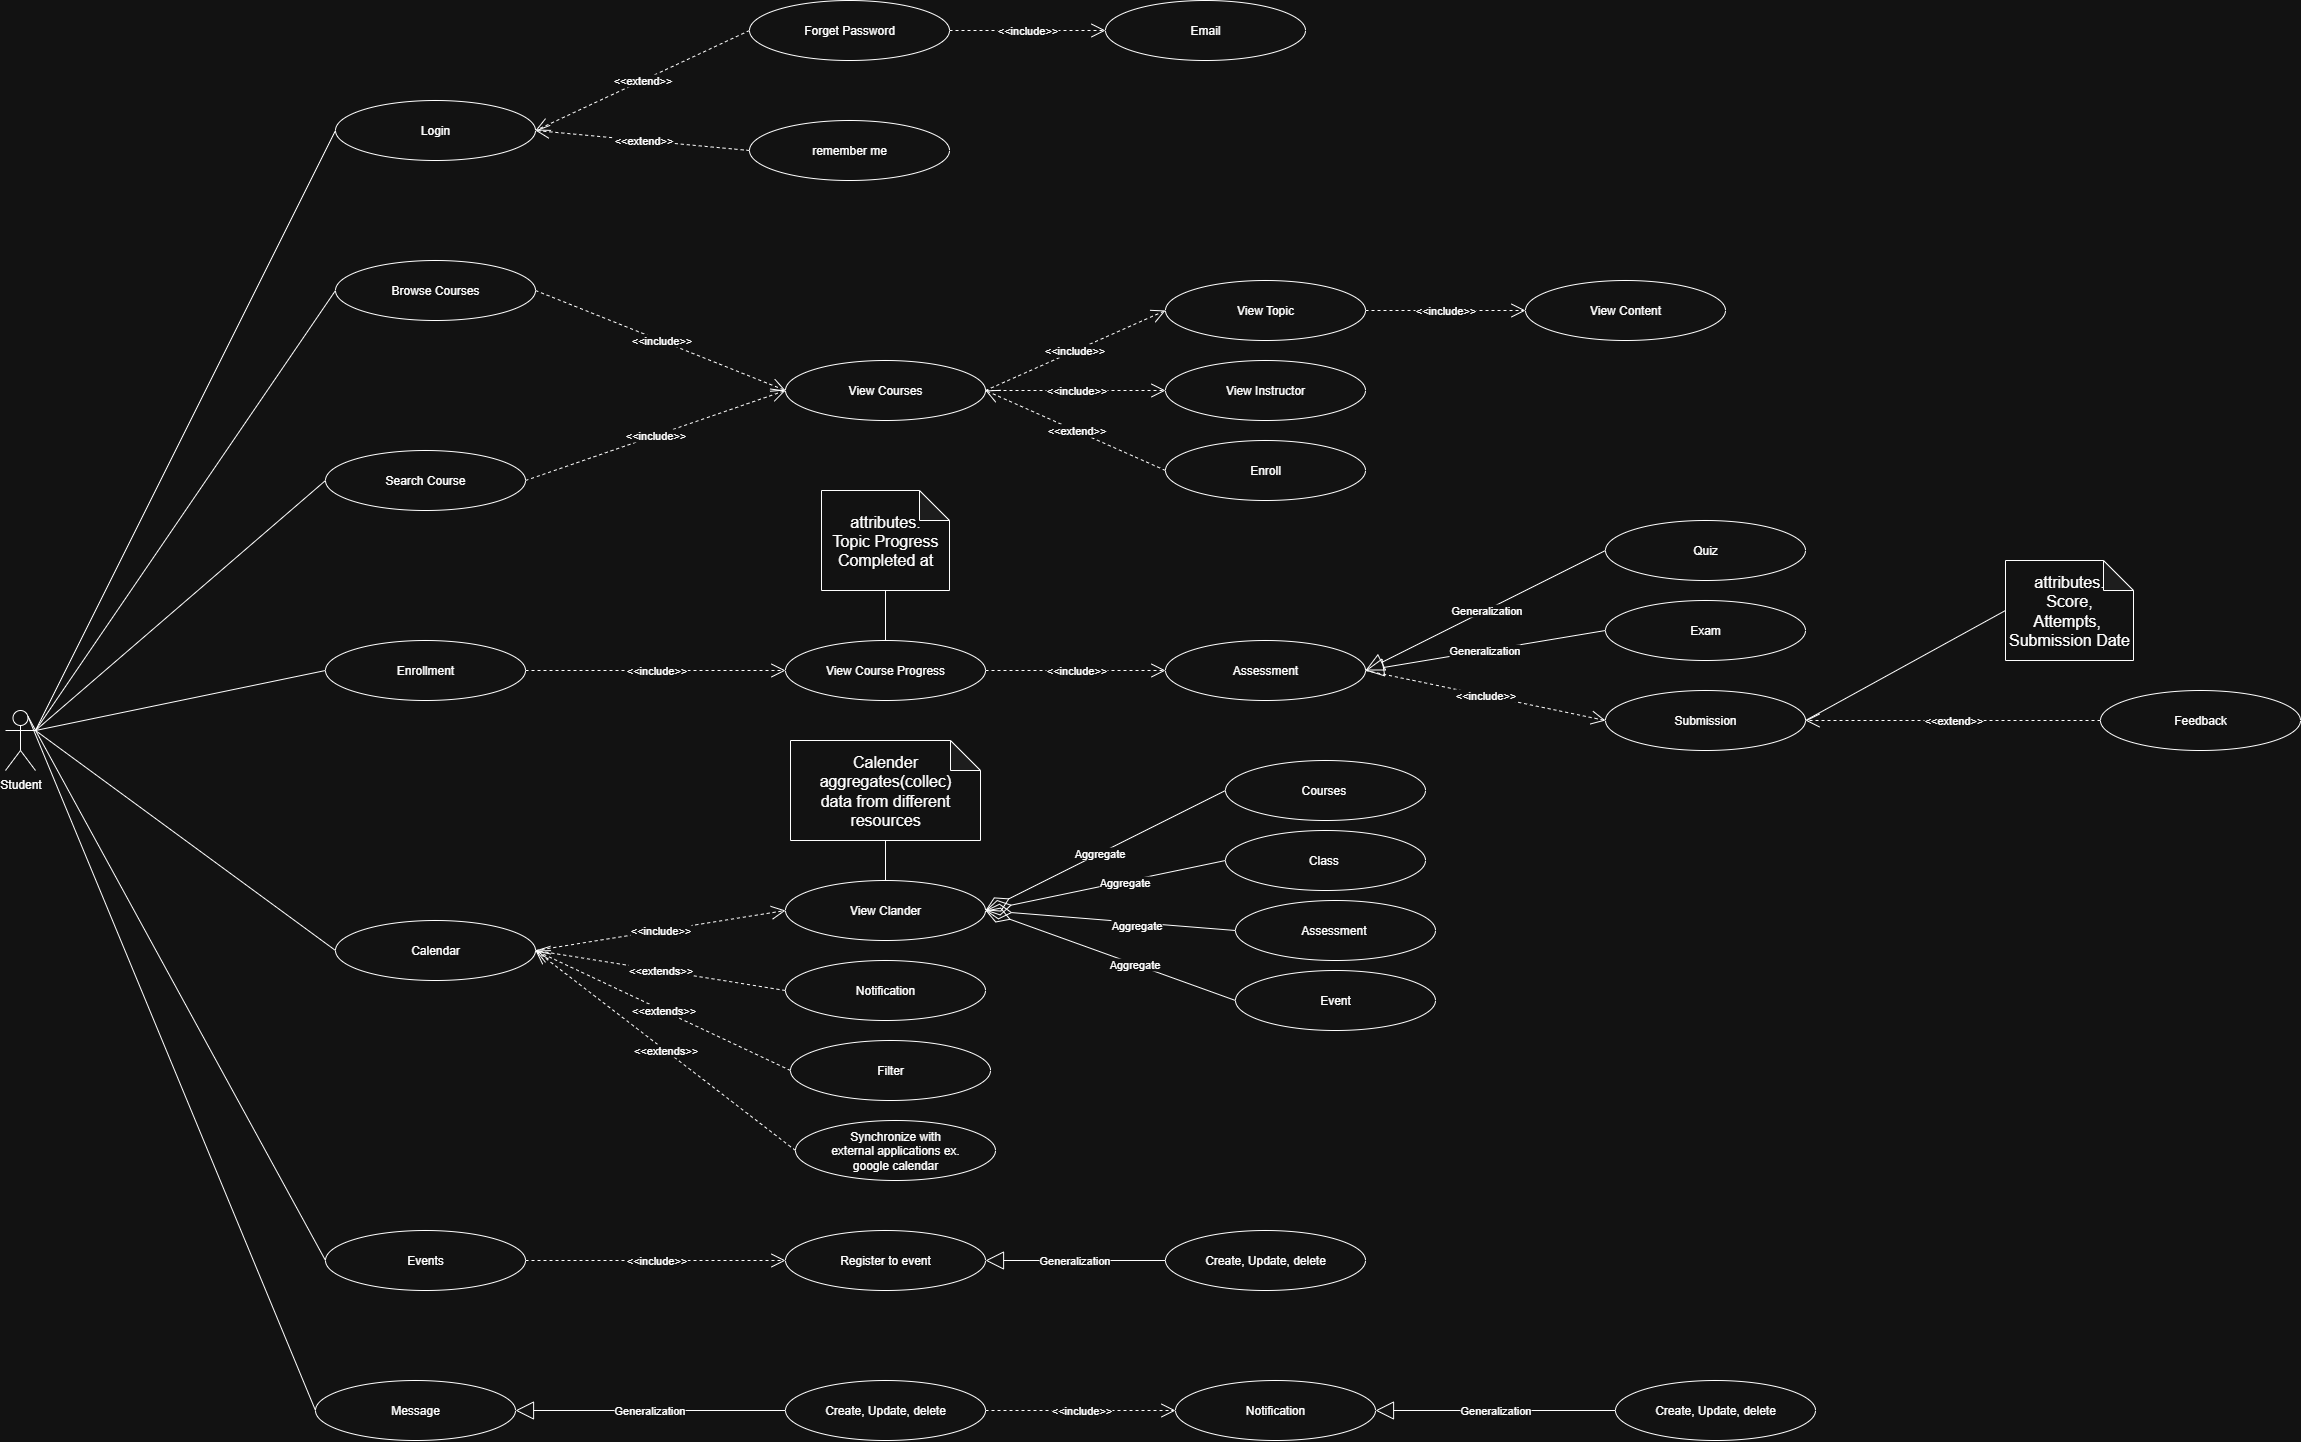 Forget Password
<<include>>
Email
<<extend>>
Login
<<extend>>
remember me
Browse Courses
<<include>>
View Topic
<<include>>
View Content
<<include>>
View Courses
<<include>>
View Instructor
<<include>>
<<extend>>
Search Course
Enroll
attributes.
Topic Progress
Completed at
Quiz
attributes.
Score,
Attempts,
Submission Date
Generalization
Exam
Generalization
Enrollment
<<include>>
View Course Progress
<<include>>
Assessment
<<include>>
Submission
<<extend>>
Feedback
Student
Calender
aggregates(collec)
data from different
resources
Courses
Aggregate
Class
Aggregate
View Clander
Aggregate
Assessment
<<include>>
Calendar
Aggregate
<<extends>>
Notification
Event
<<extends>>
<<extends>>
Filter
Synchronize with
external applications ex.
google calendar
Events
<<include>>
Register to event
Generalization
Create, Update, delete
Message
Generalization
Create, Update, delete
<<include>>
Notification
Generalization
Create, Update, delete